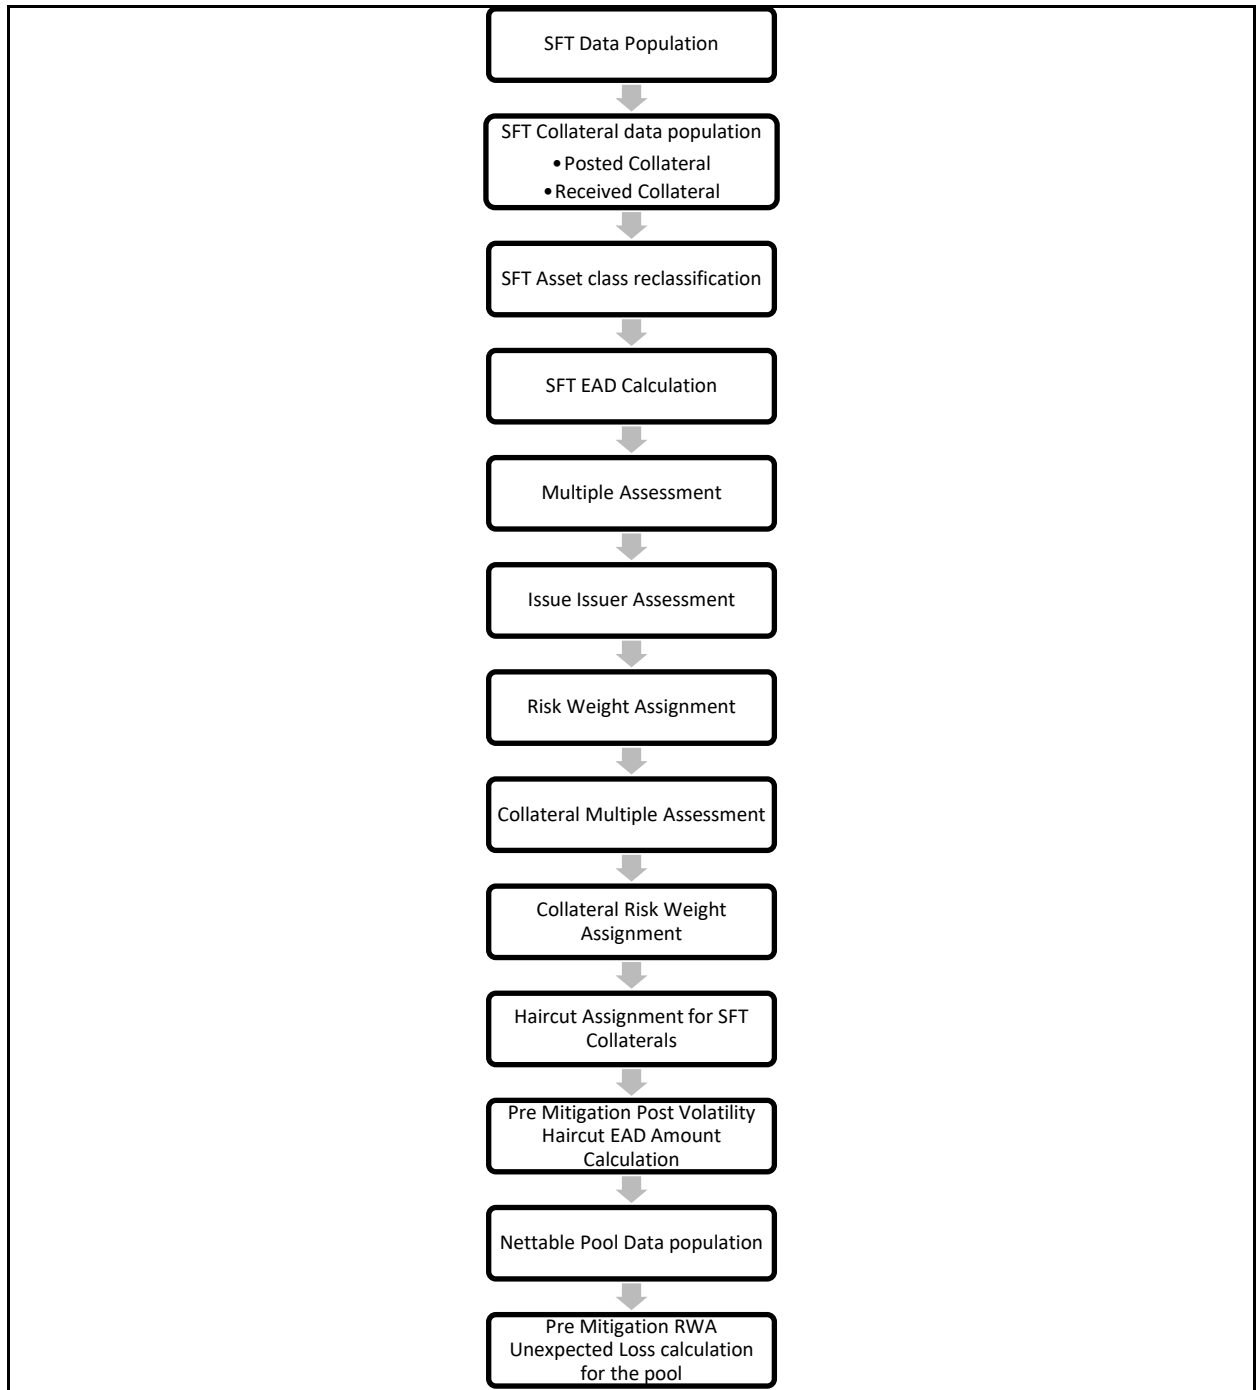 SFT Data Population
SFT Collateral data population
•Posted Collateral
•Received Collateral
SFT Asset class reclassification
SFT EAD Calculation
Multiple Assessment
Issue Issuer Assessment
Risk Weight Assignment
Collateral Multiple Assessment
Collateral Risk Weight
Assignment
Haircut Assignment for SFT
Collaterals
Pre Mitigation Post Volatility
Haircut EAD Amount
Calculation
Nettable Pool Data population
Pre Mitigation RWA
Unexpected Loss calculation
for the pool